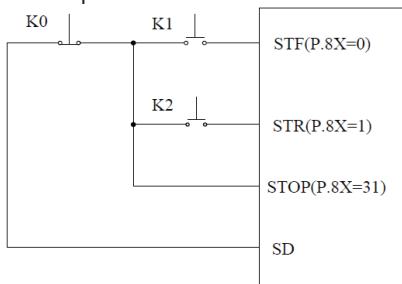 K0
K1
STF(P.8X=0)
K2
STR(P.8X=1)
STOP(P.8X=31)
SD